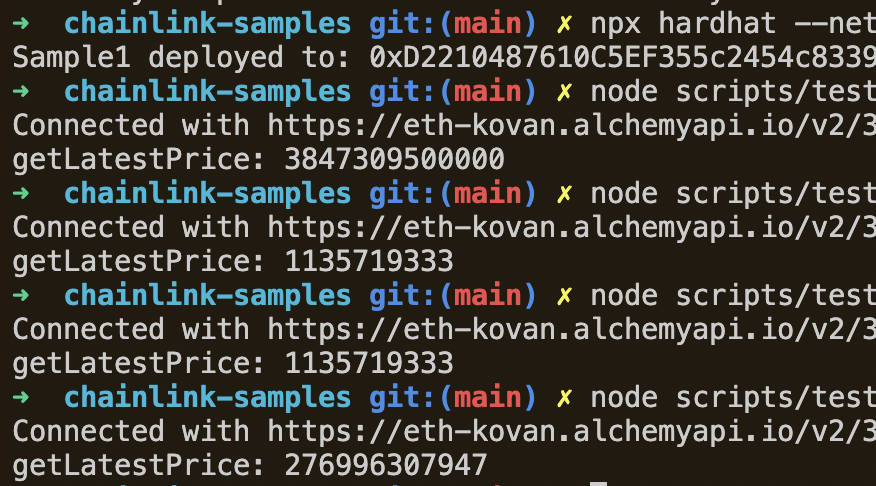 ➜ chainlink-samples git:(main) ✗ npx hardhat --net
Sample1 deployed to: 0xD2210487610C5EF355c2454c8339
➜ chainlink-samples git:(main) ✗ node scripts/test
Connected with https://eth-kovan.alchemyapi.io/v2/3
getLatestPrice: 3847309500000
➜ chainlink-samples git:(main) ✗ node scripts/test
Connected with https://eth-kovan.alchemyapi.io/v2/3
getLatestPrice: 1135719333
➜ chainlink-samples git:(main) ✗ node scripts/test
Connected with https://eth-kovan.alchemyapi.io/v2/3
getLatestPrice: 1135719333
➜ chainlink-samples git:(main) ✗ node scripts/test
Connected with https://eth-kovan.alchemyapi.io/v2/3
getLatestPrice: 276996307947